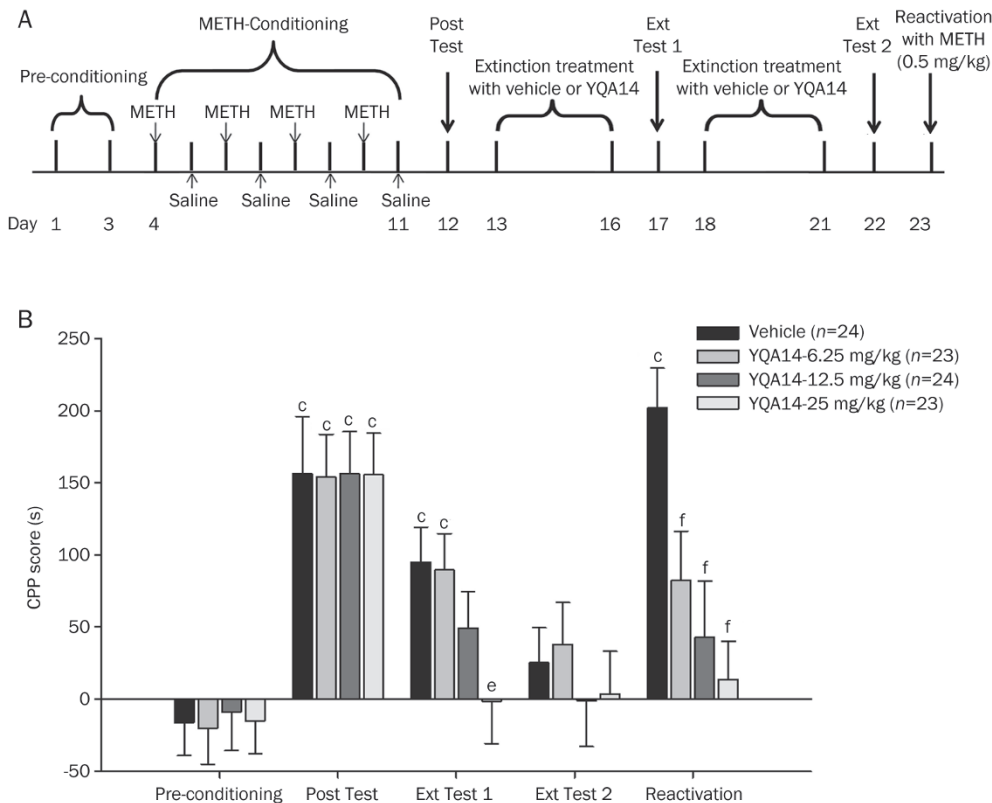 A
METH-Conditioning
Pre-conditioning
METH METH METH METH
Saline Saline Saline Saline
Post
Test
Extinction treatment
with vehicle or YQA14
Ext
Test 1
Extinction treatment
with vehicle or YQA14
Ext
Test 2
Reactivation
with METH
(0.5 mg/kg)
Day 1 3 4 11 12 13 16 17 18 21 22 23
B
CPP score (s)
250
200
150
100
50
0
-50
Vehicle (n=24)
YQA14-6.25 mg/kg (n=23)
YQA14-12.5 mg/kg (n=24)
YQA14-25 mg/kg (n=23)
c c c c
c c e
c f f f
Pre-conditioning Post Test Ext Test 1 Ext Test 2 Reactivation